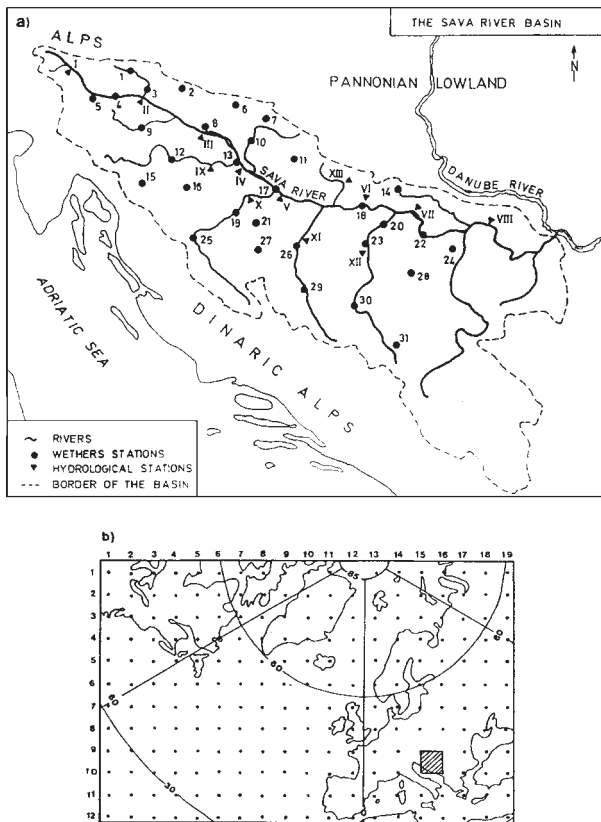 a)
THE SAVA RIVER BASIN
ALPS
N
PANNONIAN LOWLAND
I
1
2
3
4
5
II
6
7
8
9
III
10
11
12
13
IX
IV
XIII
14
DANUBE RIVER
15
16
17
SAVA RIVER
VI
18
VII
VIII
X
V
19
20
21
22
XI
23
24
25
26
27
XII
28
29
30
31
ADRIATIC SEA
DINARIC ALPS
RIVERS
WETHERS STATIONS
HYDROLOGICAL STATIONS
BORDER OF THE BASIN
b)
1 2 3 4 5 6 7 8 9 10 11 12 13 14 15 16 17 18 19
1
85
2
3
4
80
5
60
6
60
7
8
9
10
30
11
12